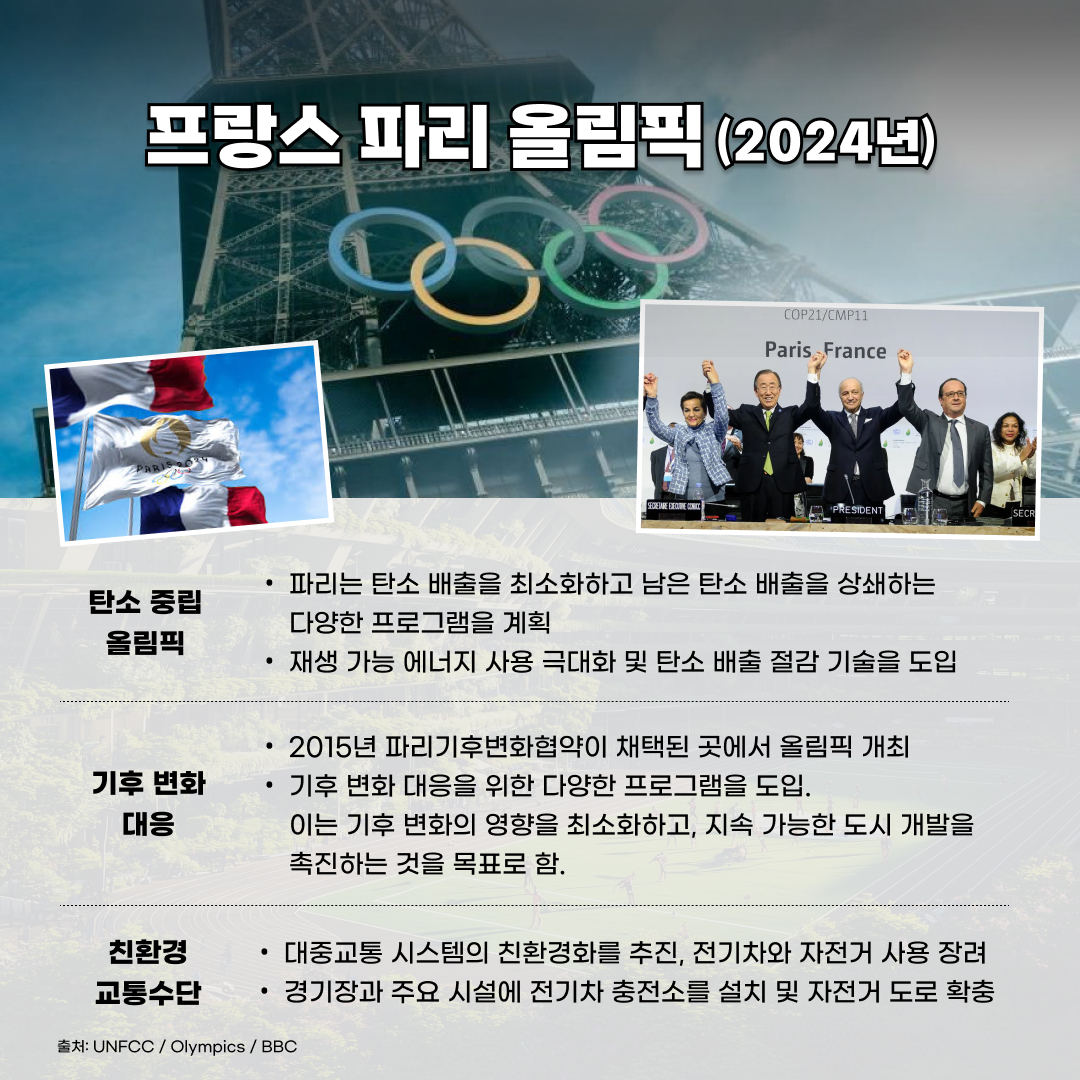 프랑스 파리 올림픽 (2024년)
COP21/CMP11
Paris, France
PARIS 2024
SECRETAIRE EXECUTIVE CCNUCC
PRESIDENT
SECR
탄소 중립
올림픽
• 파리는 탄소 배출을 최소화하고 남은 탄소 배출을 상쇄하는
다양한 프로그램을 계획
• 재생 가능 에너지 사용 극대화 및 탄소 배출 절감 기술을 도입
기후 변화
대응
• 2015년 파리기후변화협약이 채택된 곳에서 올림픽 개최
• 기후 변화 대응을 위한 다양한 프로그램을 도입.
이는 기후 변화의 영향을 최소화하고, 지속 가능한 도시 개발을
촉진하는 것을 목표로 함.
친환경
교통수단
• 대중교통 시스템의 친환경화를 추진, 전기차와 자전거 사용 장려
• 경기장과 주요 시설에 전기차 충전소를 설치 및 자전거 도로 확충
출처: UNFCC / Olympics / BBC